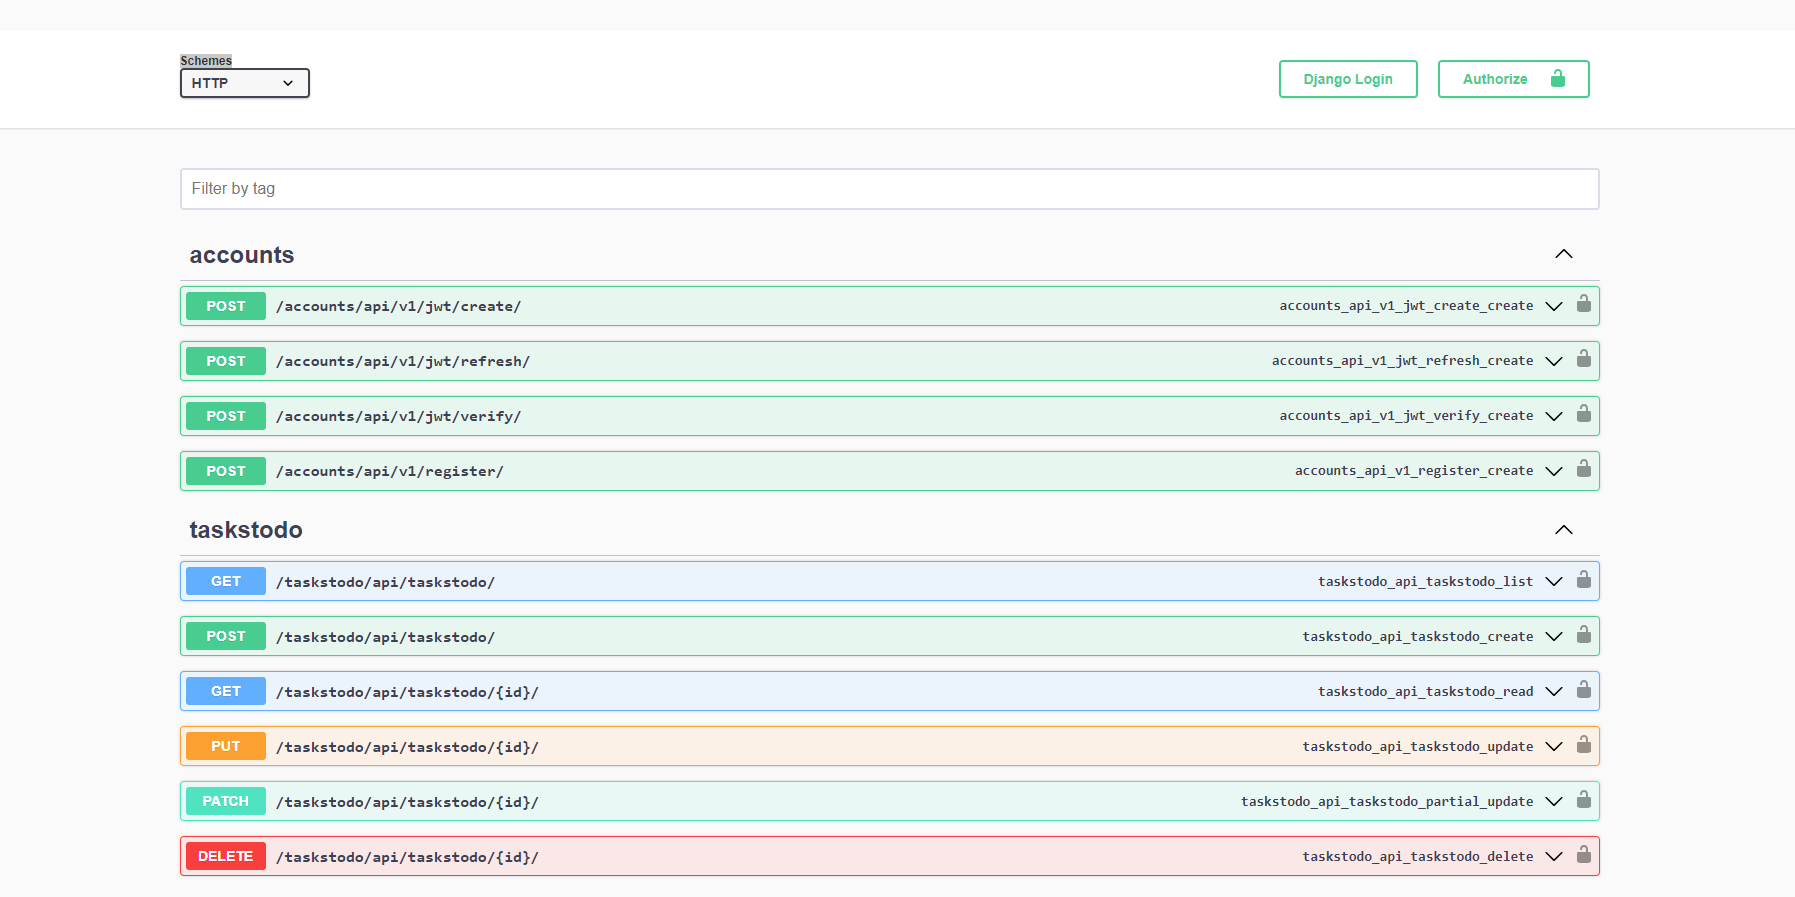 Schemes
HTTP
Django Login
Authorize
Filter by tag
accounts
POST /accounts/api/v1/jwt/create/ accounts_api_v1_jwt_create_create
POST /accounts/api/v1/jwt/refresh/ accounts_api_v1_jwt_refresh_create
POST /accounts/api/v1/jwt/verify/ accounts_api_v1_jwt_verify_create
POST /accounts/api/v1/register/ accounts_api_v1_register_create
taskstodo
GET /taskstodo/api/taskstodo/ taskstodo_api_taskstodo_list
POST /taskstodo/api/taskstodo/ taskstodo_api_taskstodo_create
GET /taskstodo/api/taskstodo/{id}/ taskstodo_api_taskstodo_read
PUT /taskstodo/api/taskstodo/{id}/ taskstodo_api_taskstodo_update
PATCH /taskstodo/api/taskstodo/{id}/ taskstodo_api_taskstodo_partial_update
DELETE /taskstodo/api/taskstodo/{id}/ taskstodo_api_taskstodo_delete